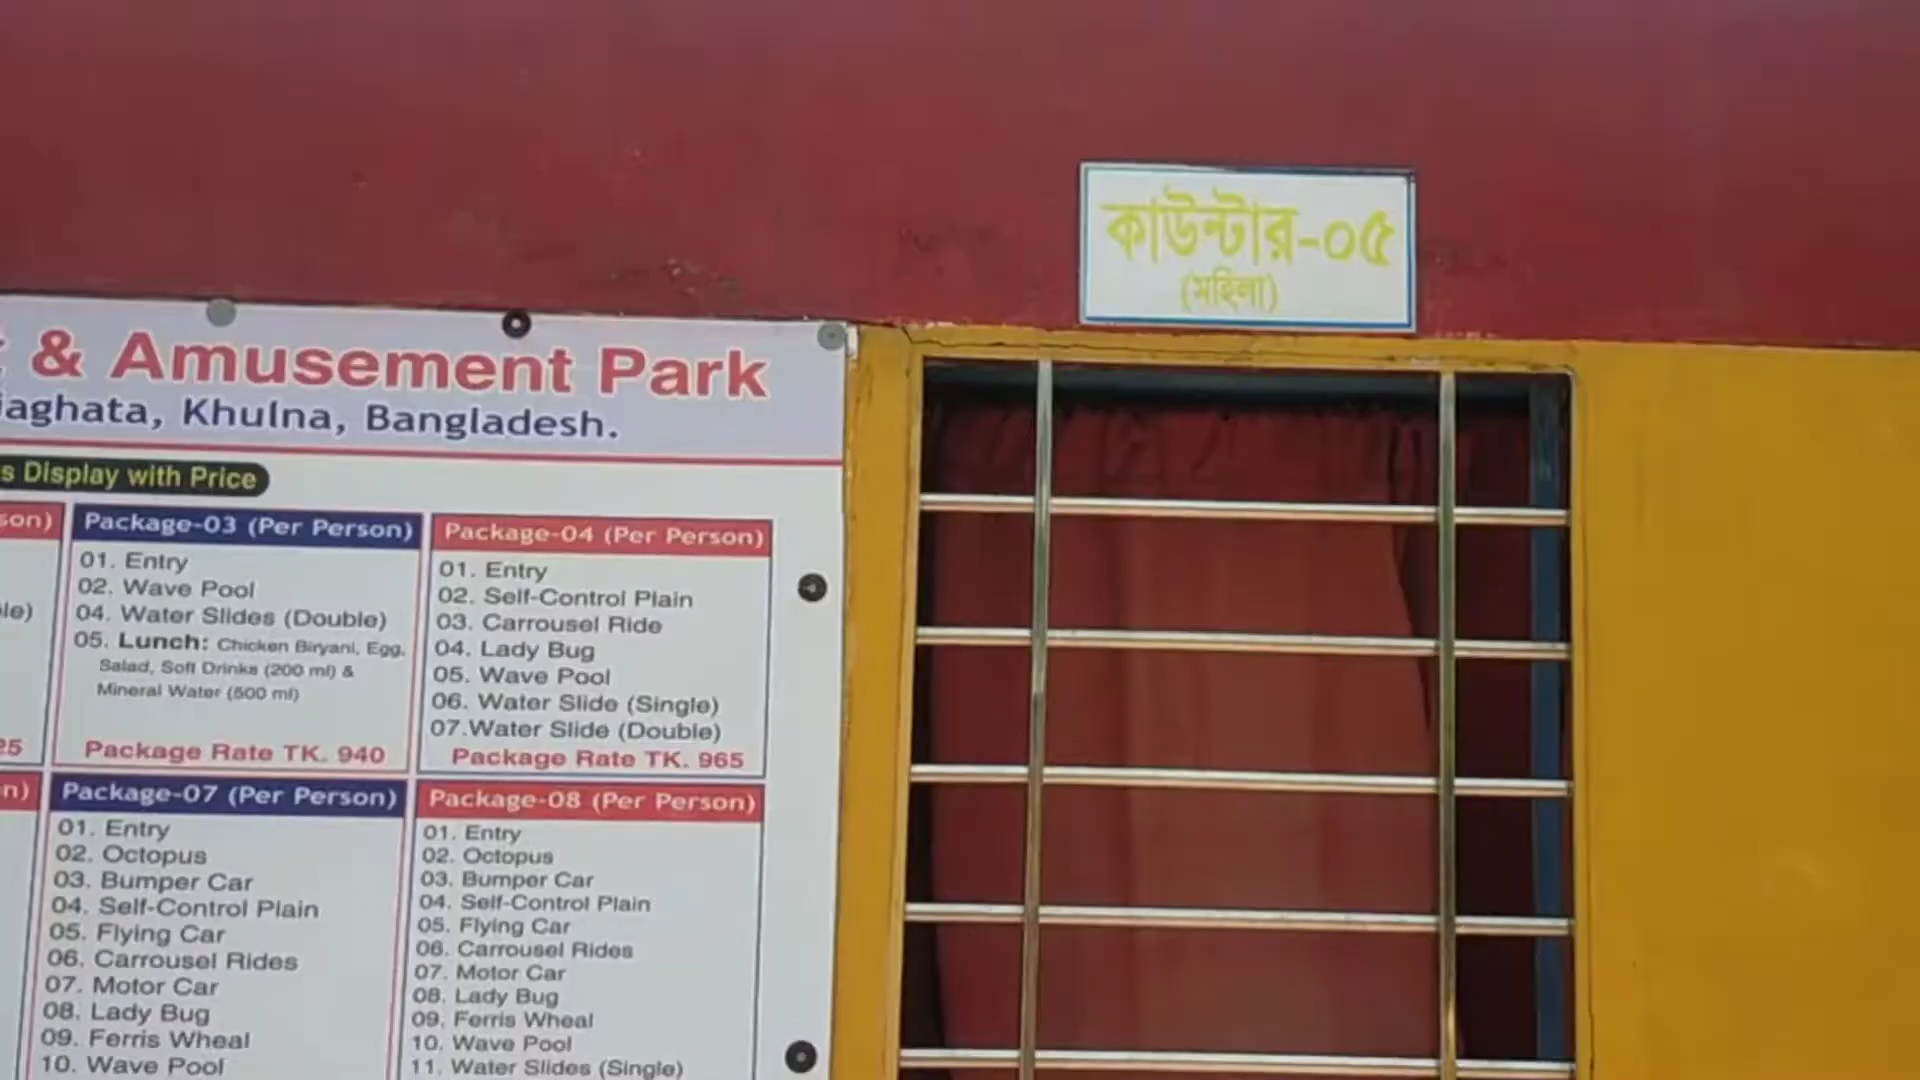 কাউন্টার-০৫
(মহিলা)
& Amusement Park
Khulna, Bangladesh.
Display with Price
Package-03 (Per Person)
01. Entry
02. Wave Pool
04. Water Slides (Double)
05. Lunch: Chicken Biryani, Egg,
Salad, Soft Drinks (200 ml) &
Mineral Water (500 ml)
Package Rate TK. 940
Package-04 (Per Person)
01. Entry
02. Self-Control Plain
03. Carrousel Ride
04. Lady Bug
05. Wave Pool
06. Water Slide (Single)
07.Water Slide (Double)
Package Rate TK. 965
Package-07 (Per Person)
01. Entry
02. Octopus
03. Bumper Car
04. Self-Control Plain
05. Flying Car
06. Carrousel Rides
07. Motor Car
08. Lady Bug
09. Ferris Wheal
10. Wave Pool
Package-08 (Per Person)
01. Entry
02. Octopus
03. Bumper Car
04. Self-Control Plain
05. Flying Car
06. Carrousel Rides
07. Motor Car
08. Lady Bug
09. Ferris Wheal
10. Wave Pool
11. Water Slides (Single)